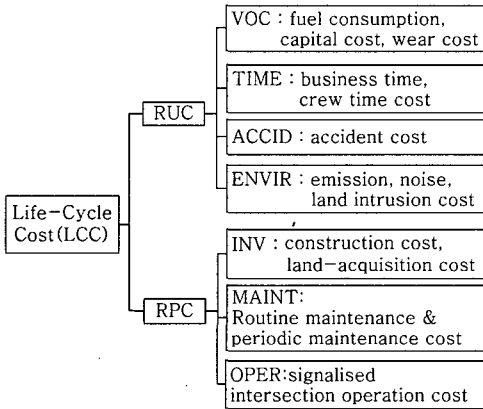 Life-Cycle
Cost(LCC)
RUC
VOC : fuel consumption,
capital cost, wear cost
TIME : business time,
crew time cost
ACCID : accident cost
ENVIR : emission, noise,
land intrusion cost
RPC
INV : construction cost,
land-acquisition cost
MAINT:
Routine maintenance &
periodic maintenance cost
OPER:signalised
intersection operation cost